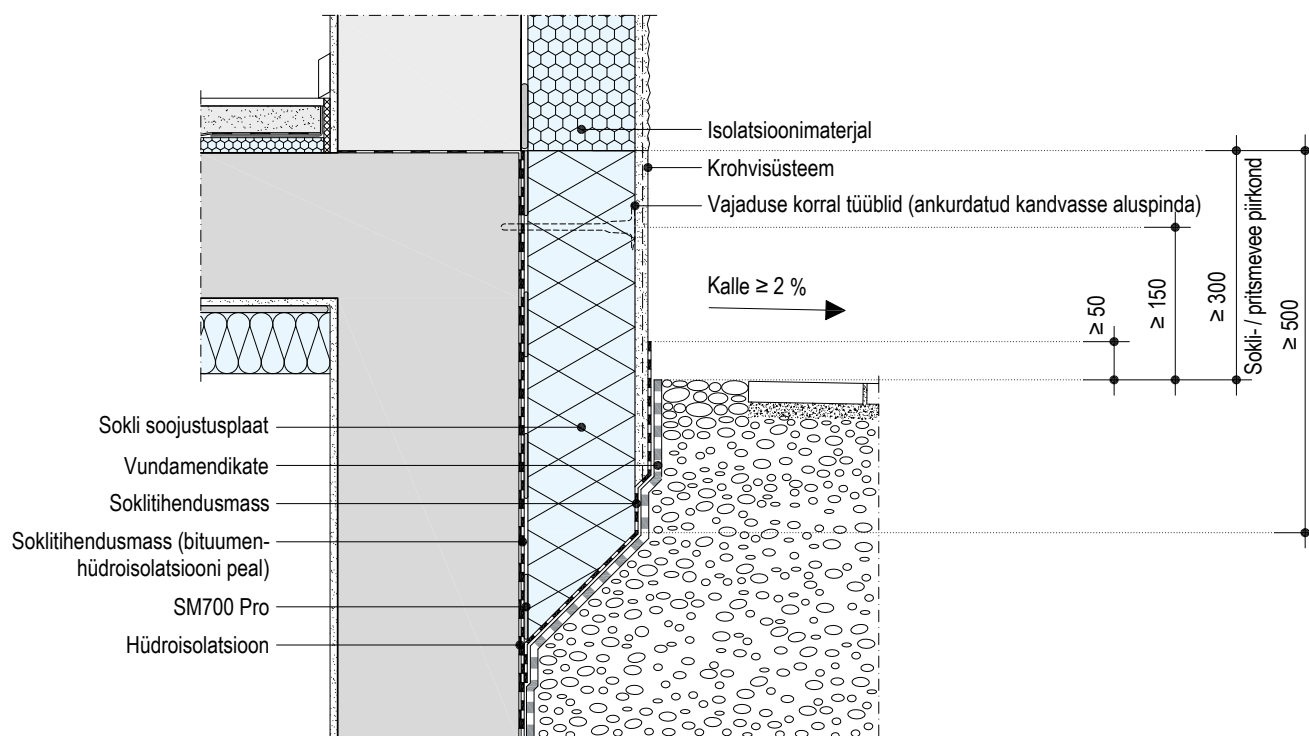 Isolatsioonimaterjal
Krohvisüsteem
Vajaduse korral tüüblid (ankurdatud kandvasse aluspinda)
Kalle ≥ 2 %
≥ 50
≥ 150
≥ 300
Sokli- / pritsmevee piirkond
≥ 500
Sokli soojustusplaat
Vundamendikate
Soklitihendusmass
Soklitihendusmass (bituumen-
hüdroisolatsiooni peal)
SM700 Pro
Hüdroisolatsioon